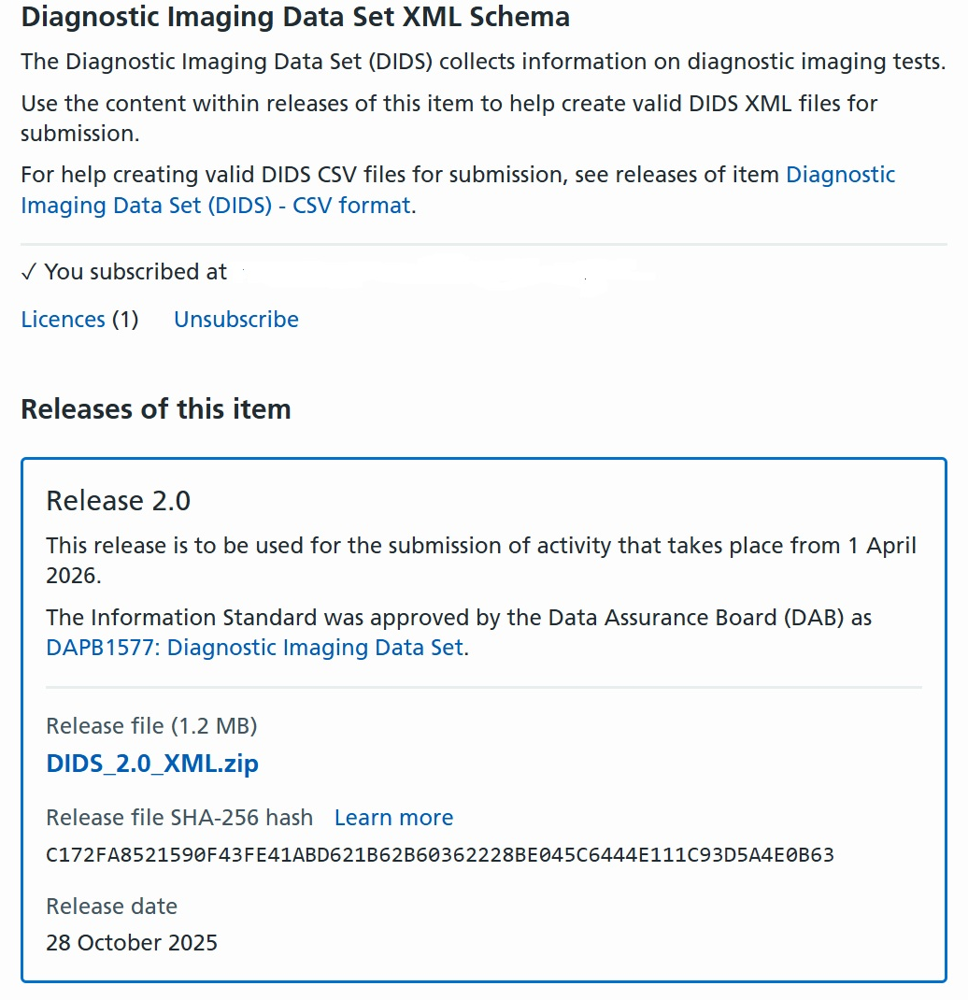 Diagnostic Imaging Data Set XML Schema
The Diagnostic Imaging Data Set (DIDS) collects information on diagnostic imaging tests.
Use the content within releases of this item to help create valid DIDS XML files for
submission.
For help creating valid DIDS CSV files for submission, see releases of item Diagnostic
Imaging Data Set (DIDS) - CSV format.
✓ You subscribed at
Licences (1) Unsubscribe
Releases of this item
Release 2.0
This release is to be used for the submission of activity that takes place from 1 April
2026.
The Information Standard was approved by the Data Assurance Board (DAB) as
DAPB1577: Diagnostic Imaging Data Set.
Release file (1.2 MB)
DIDS_2.0_XML.zip
Release file SHA-256 hash Learn more
C172FA8521590F43FE41ABD621B62B60362228BE045C6444E111C93D5A4E0B63
Release date
28 October 2025